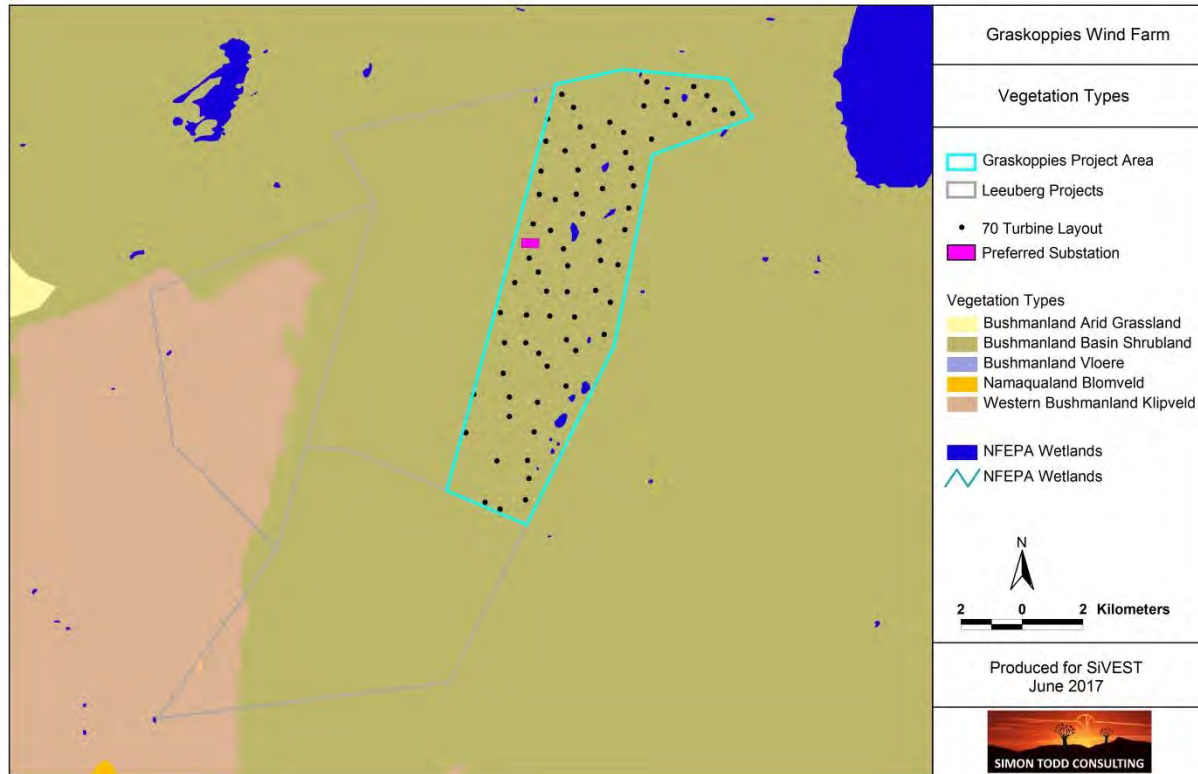 Graskoppies Wind Farm
Vegetation Types
Graskoppies Project Area
Leeuberg Projects
70 Turbine Layout
Preferred Substation
Vegetation Types
Bushmanland Arid Grassland
Bushmanland Basin Shrubland
Bushmanland Vloere
Namaqualand Blomveld
Western Bushmanland Klipveld
NFEPA Wetlands
NFEPA Wetlands
N
2 0 2 Kilometers
Produced for SiVEST
June 2017
SIMON TODD CONSULTING